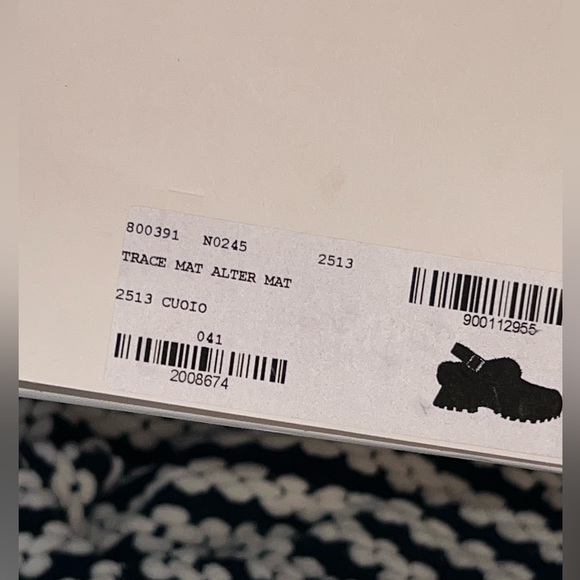 800391 N0245 2513
TRACE MAT ALTER MAT
2513 CUOIO
041
2008674
900112955